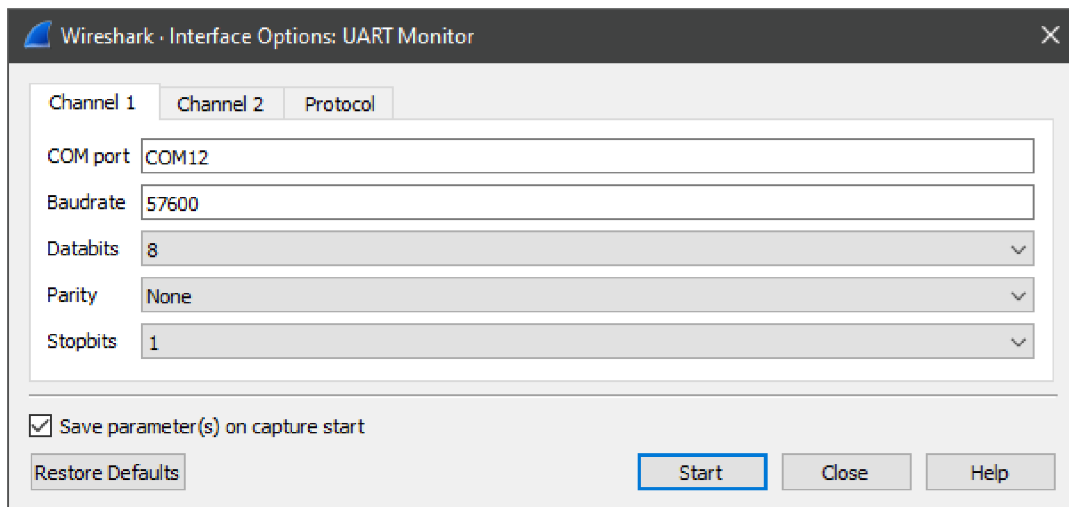 Wireshark · Interface Options: UART Monitor
Channel 1 Channel 2 Protocol
COM port COM12
Baudrate 57600
Databits 8
Parity None
Stopbits 1
Save parameter(s) on capture start
Restore Defaults Start Close Help